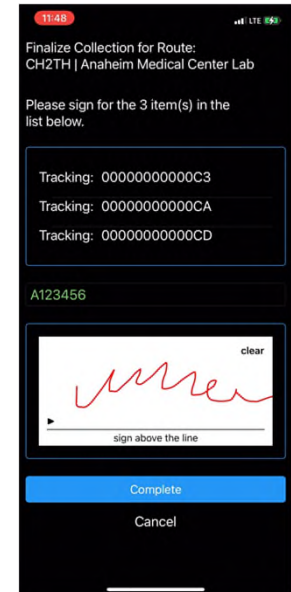 11:48
LTE
Finalize Collection for Route:
CH2TH | Anaheim Medical Center Lab
Please sign for the 3 item(s) in the
list below.
Tracking: 00000000000C3
Tracking: 00000000000CA
Tracking: 00000000000CD
A123456
clear
sign above the line
Complete
Cancel